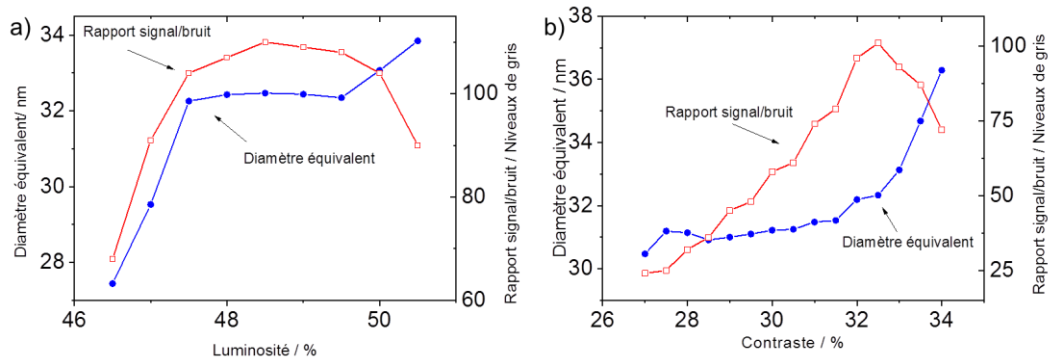 a)
Rapport signal/bruit
Diamètre équivalent
Diamètre équivalent/ nm
34
32
30
28
46
48
50
Luminosité / %
100
80
60
Rapport signal/bruit / Niveaux de gris
b)
Rapport signal/bruit
Diamètre équivalent
Diamètre équivalent / nm
38
36
34
32
30
26
28
30
32
34
Contraste / %
100
75
50
25
Rapport signal/bruit / Niveaux de gris